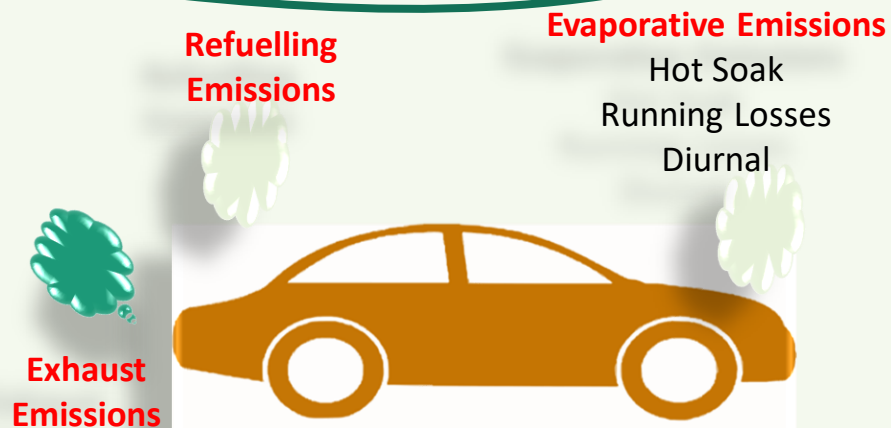 Refuelling
Emissions
Evaporative Emissions
Hot Soak
Running Losses
Diurnal
Exhaust
Emissions